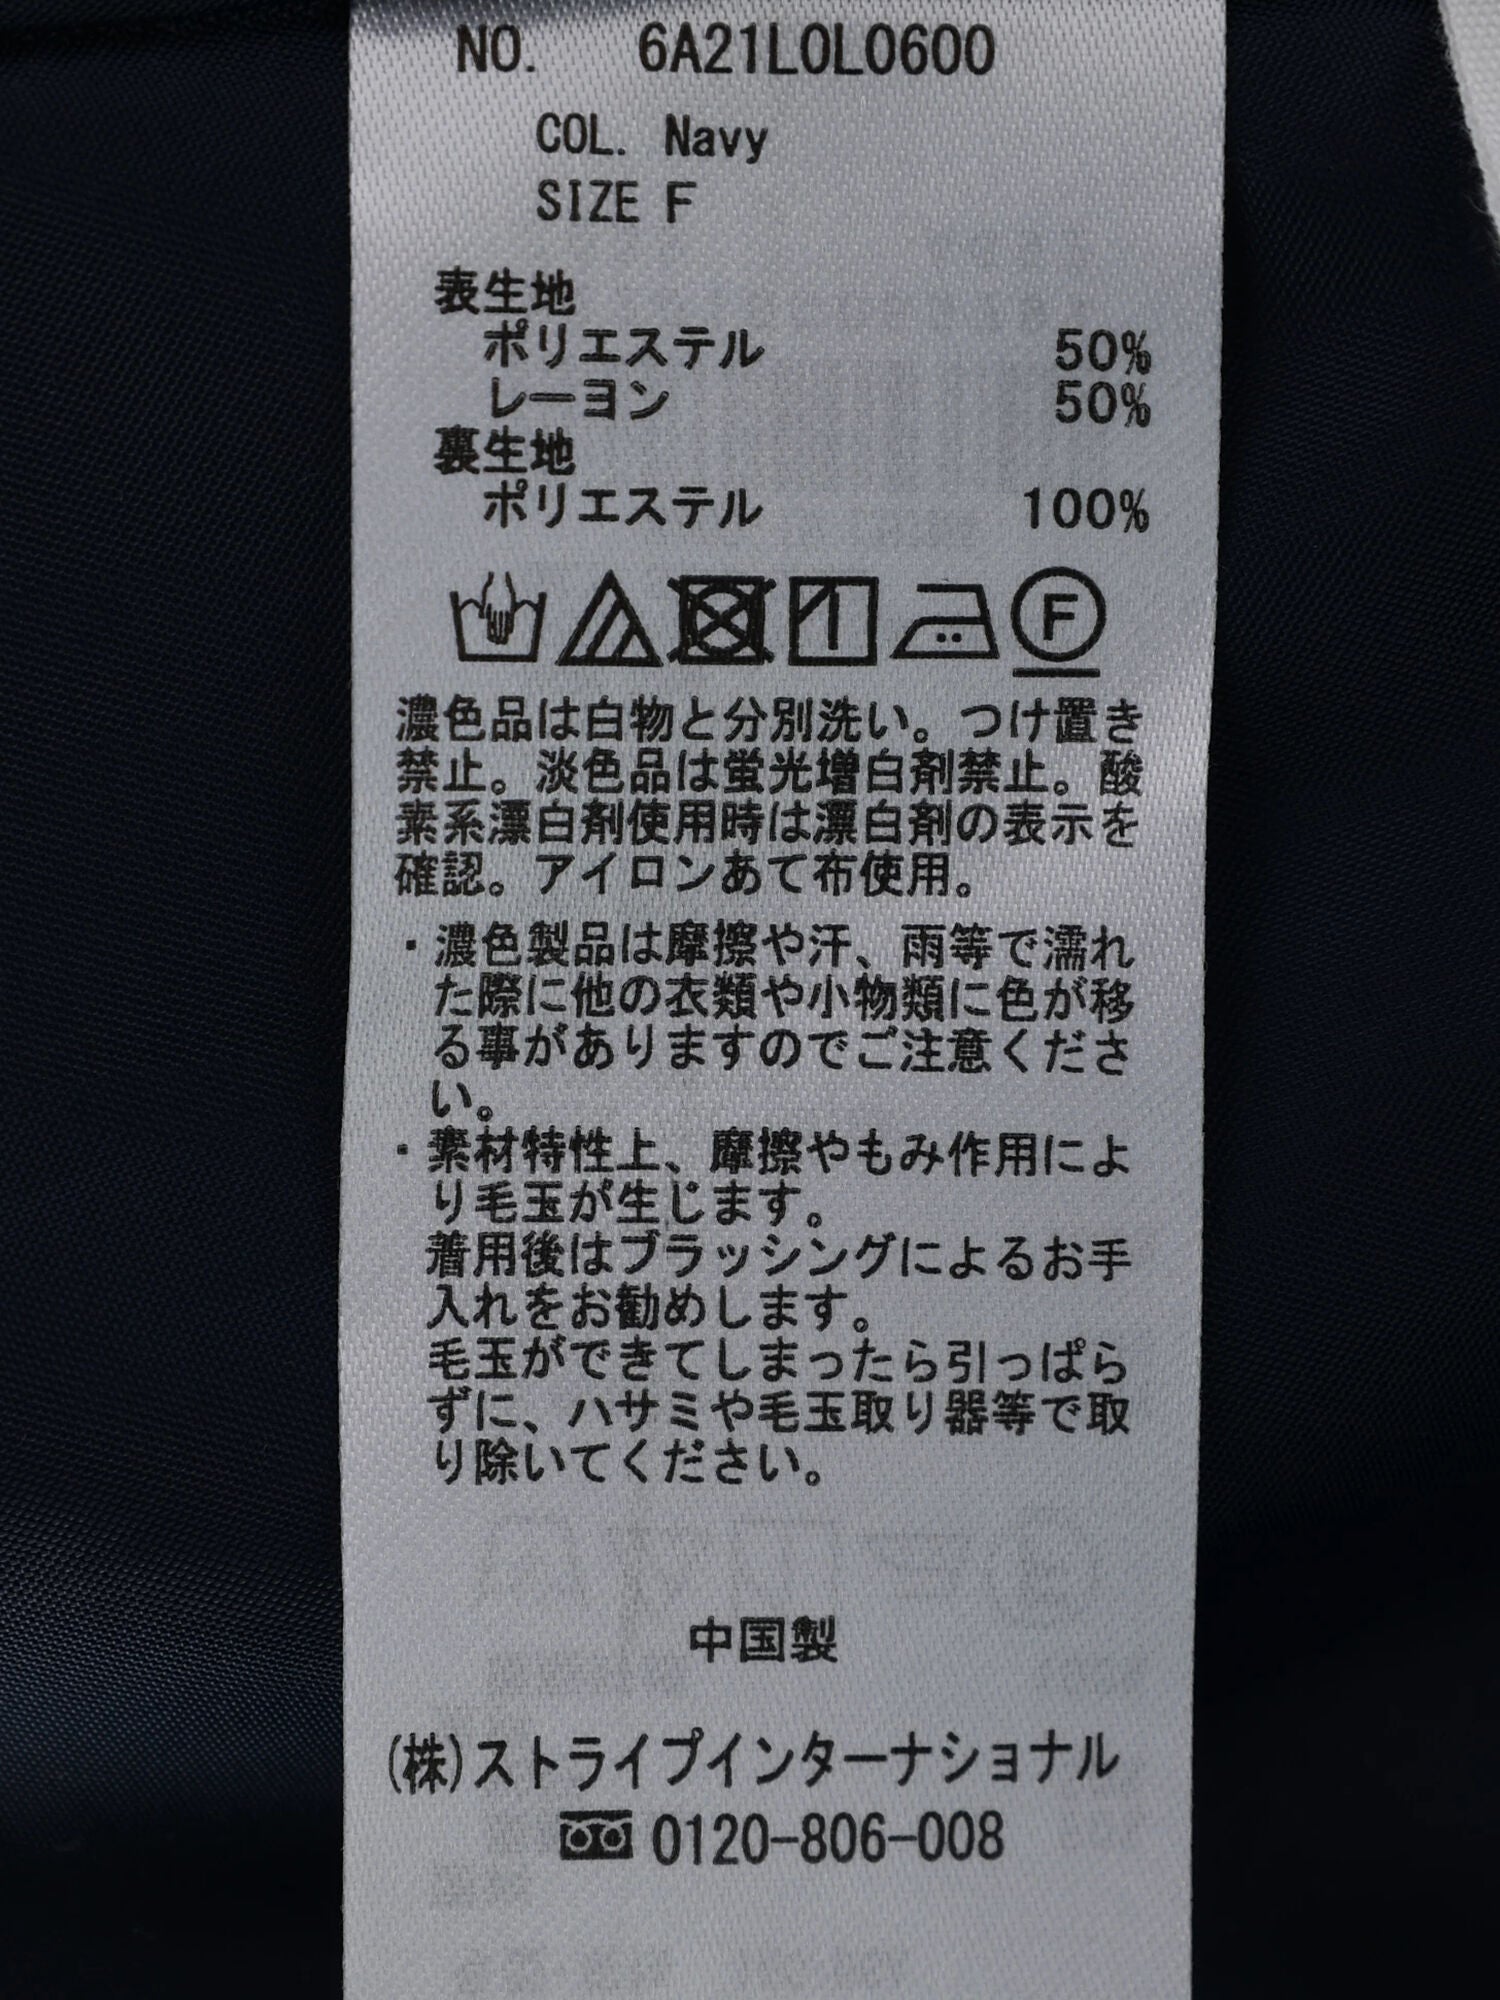 NO. 6A21L0L0600
COL. Navy
SIZE F
表生地
ポリエステル 50%
レーヨン 50%
裏生地
ポリエステル 100%
F
濃色品は白物と分別洗い。つけ置き
禁止。淡色品は蛍光増白剤禁止。酸
素系漂白剤使用時は漂白剤の表示を
確認。アイロンあて布使用。
・濃色製品は摩擦や汗、雨等で濡れ
た際に他の衣類や小物類に色が移
る事がありますのでご注意くださ
い。
・素材特性上、摩擦やもみ作用によ
り毛玉が生じます。
着用後はブラッシングによるお手
入れをお勧めします。
毛玉ができてしまったら引っぱら
ずに、ハサミや毛玉取り器等で取
り除いてください。
中国製
(株)ストライプインターナショナル
0120-806-008